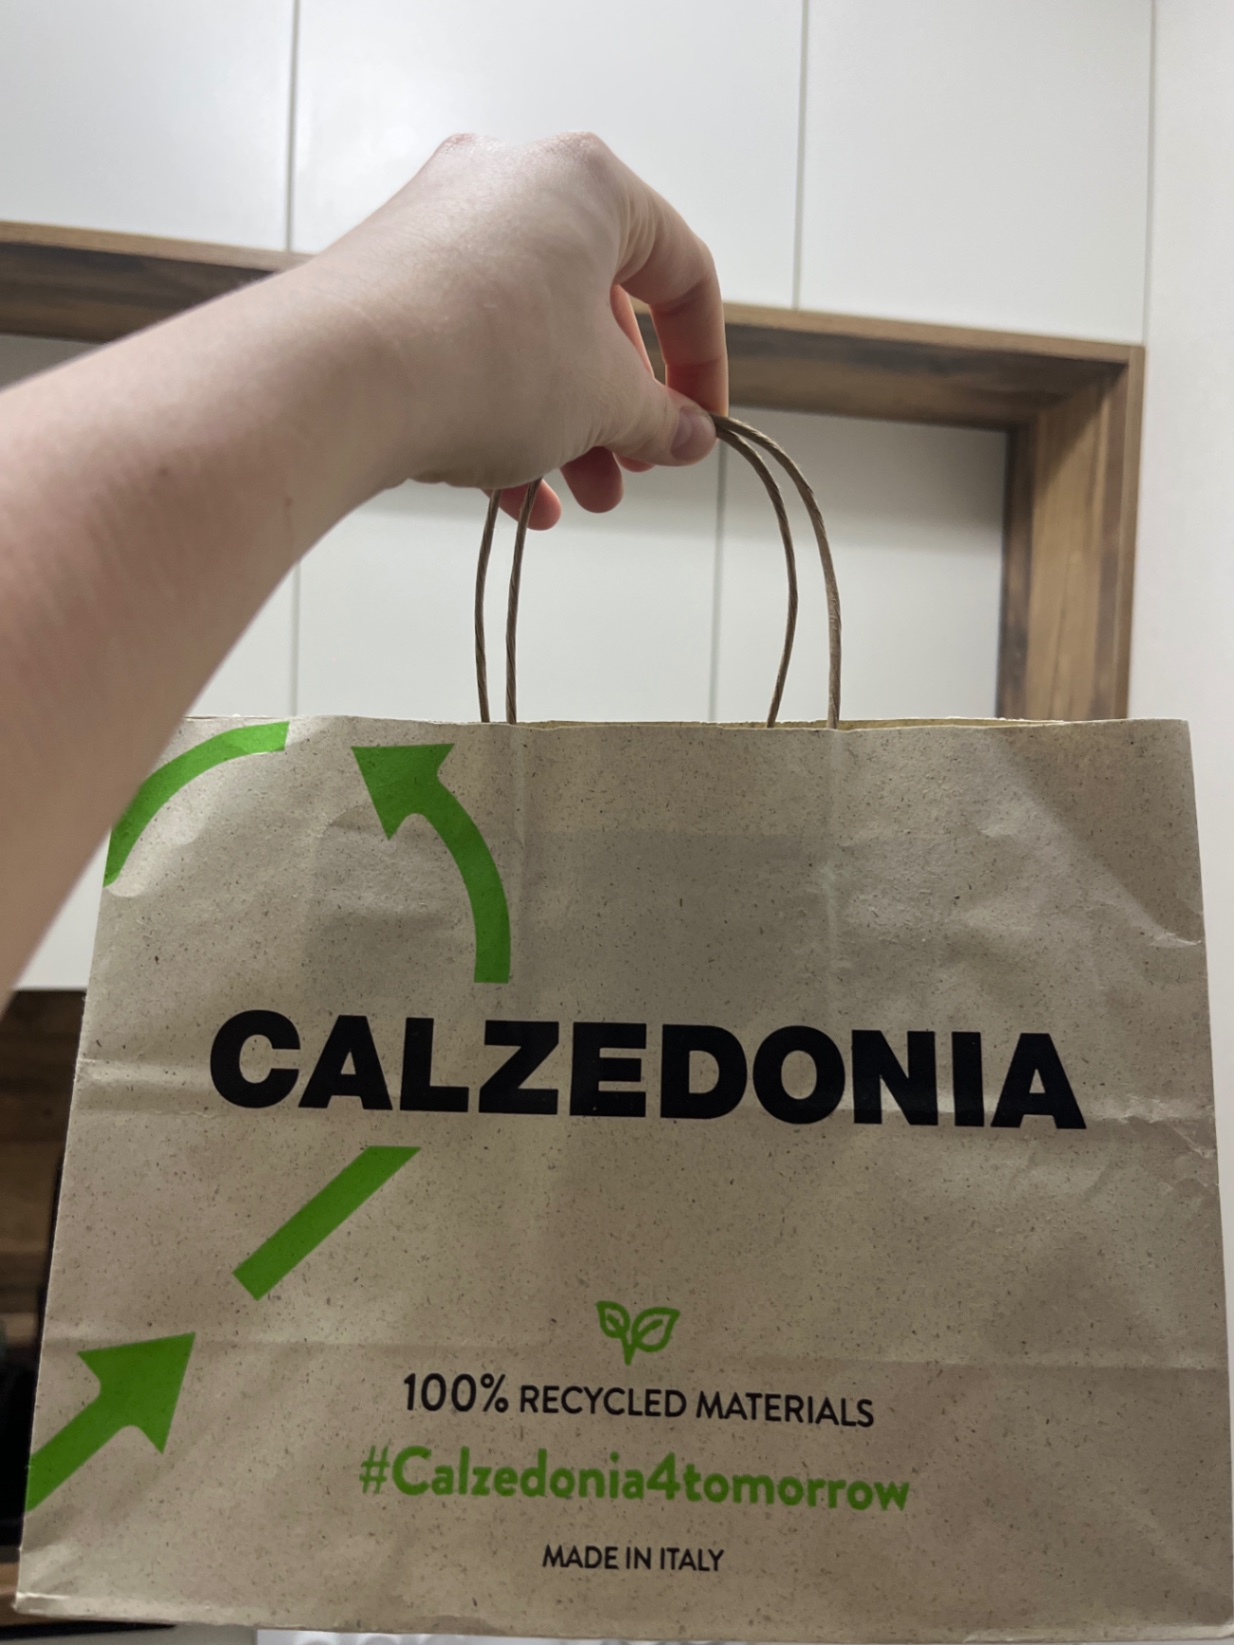 CALZEDONIA
100% RECYCLED MATERIALS
#Calzedonia4tomorrow
MADE IN ITALY